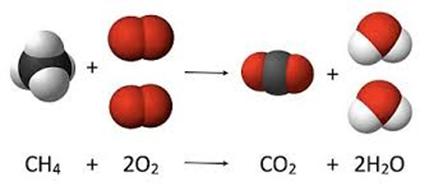 + → +
CH₄ + 2O₂ → CO₂ + 2H₂O